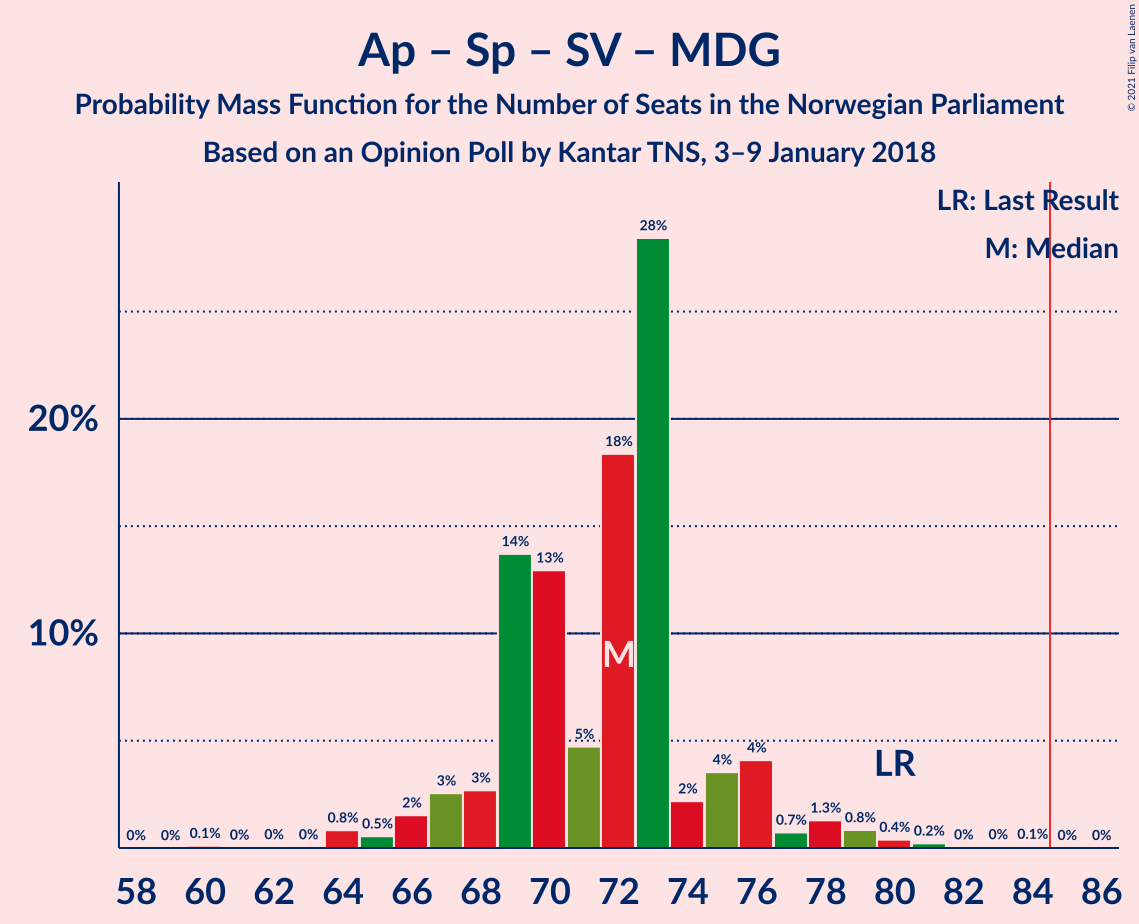 Ap – Sp – SV – MDG
Probability Mass Function for the Number of Seats in the Norwegian Parliament
Based on an Opinion Poll by Kantar TNS, 3–9 January 2018
© 2021 Filip van Laenen
LR: Last Result
M: Median
20%
10%
0% 0% 0.1% 0% 0% 0% 0.8% 0.5% 2% 3% 3% 14% 13% 5% 18% 28% 2% 4% 4% 0.7% 1.3% 0.8% 0.4% 0.2% 0% 0% 0.1% 0% 0%
M
LR
58 60 62 64 66 68 70 72 74 76 78 80 82 84 86